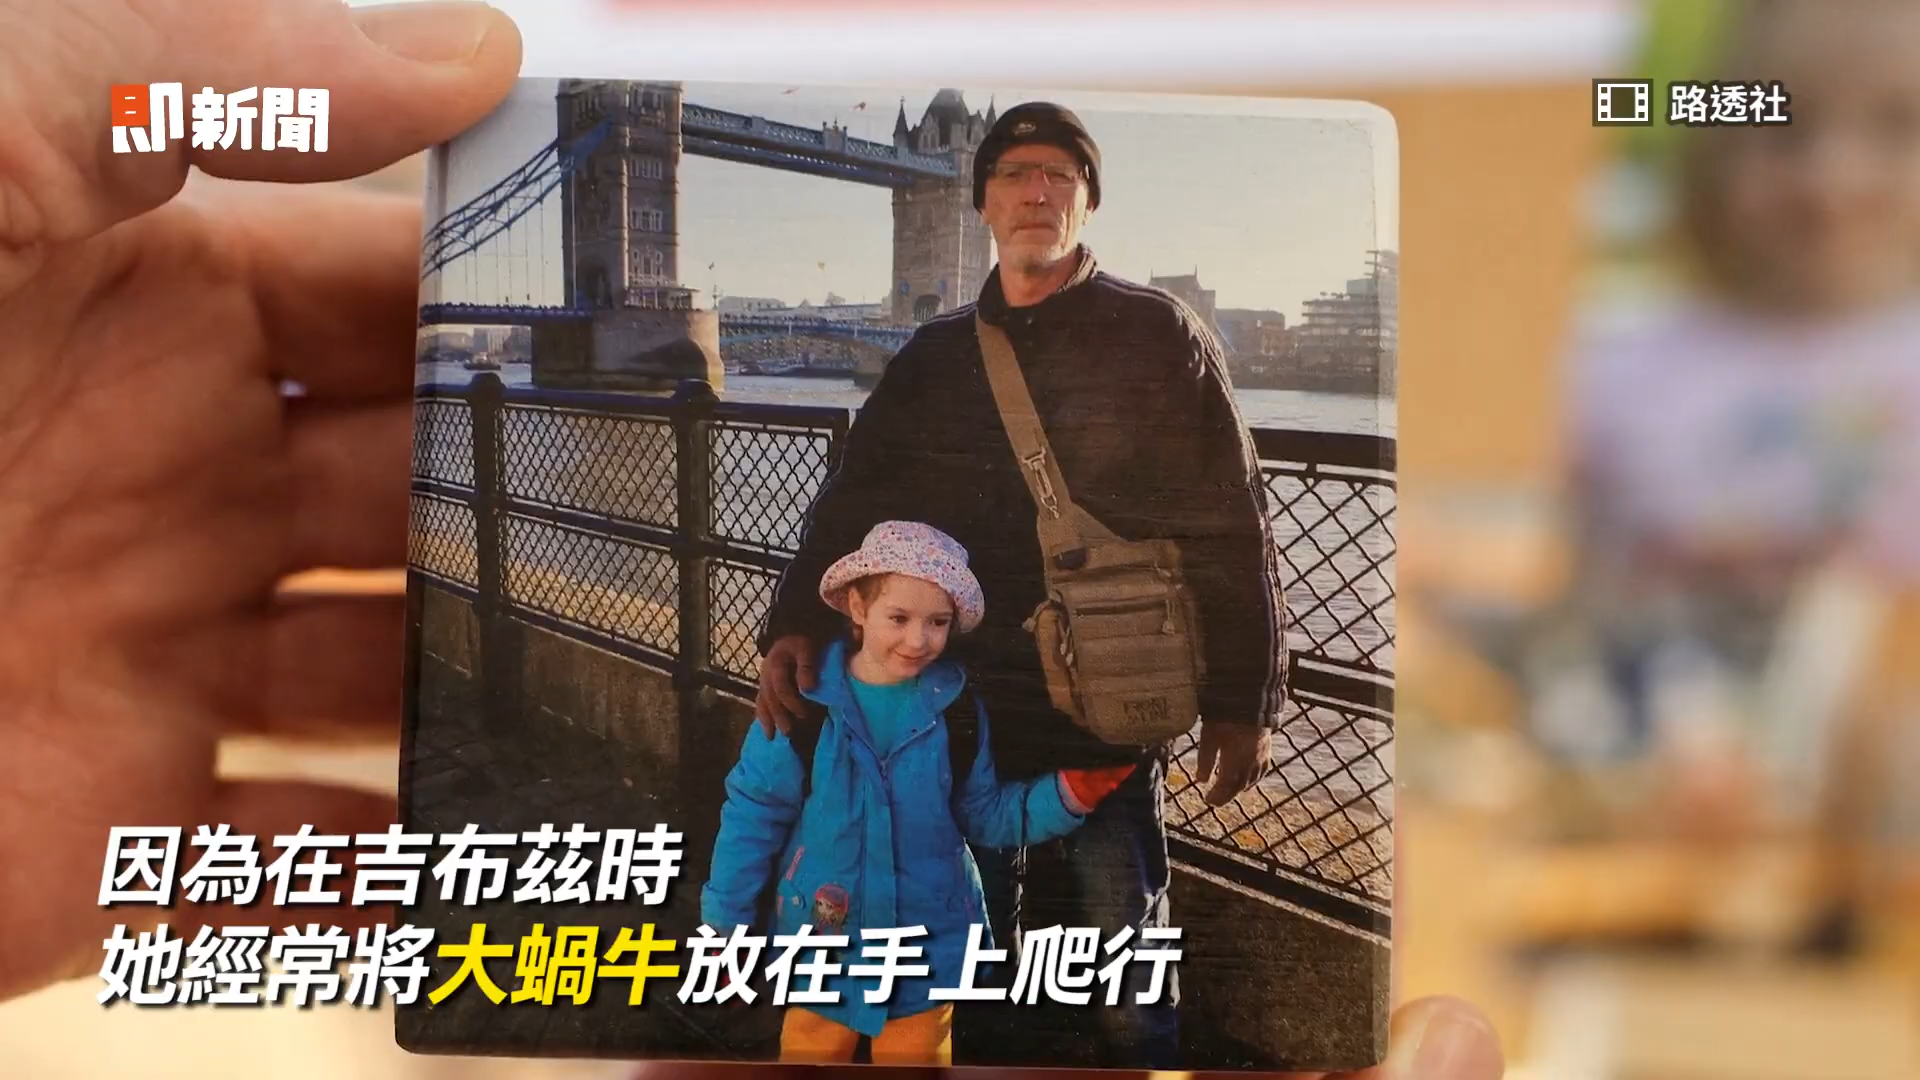 即新聞
路透社
因為在吉布茲時
她經常將大蝸牛放在手上爬行